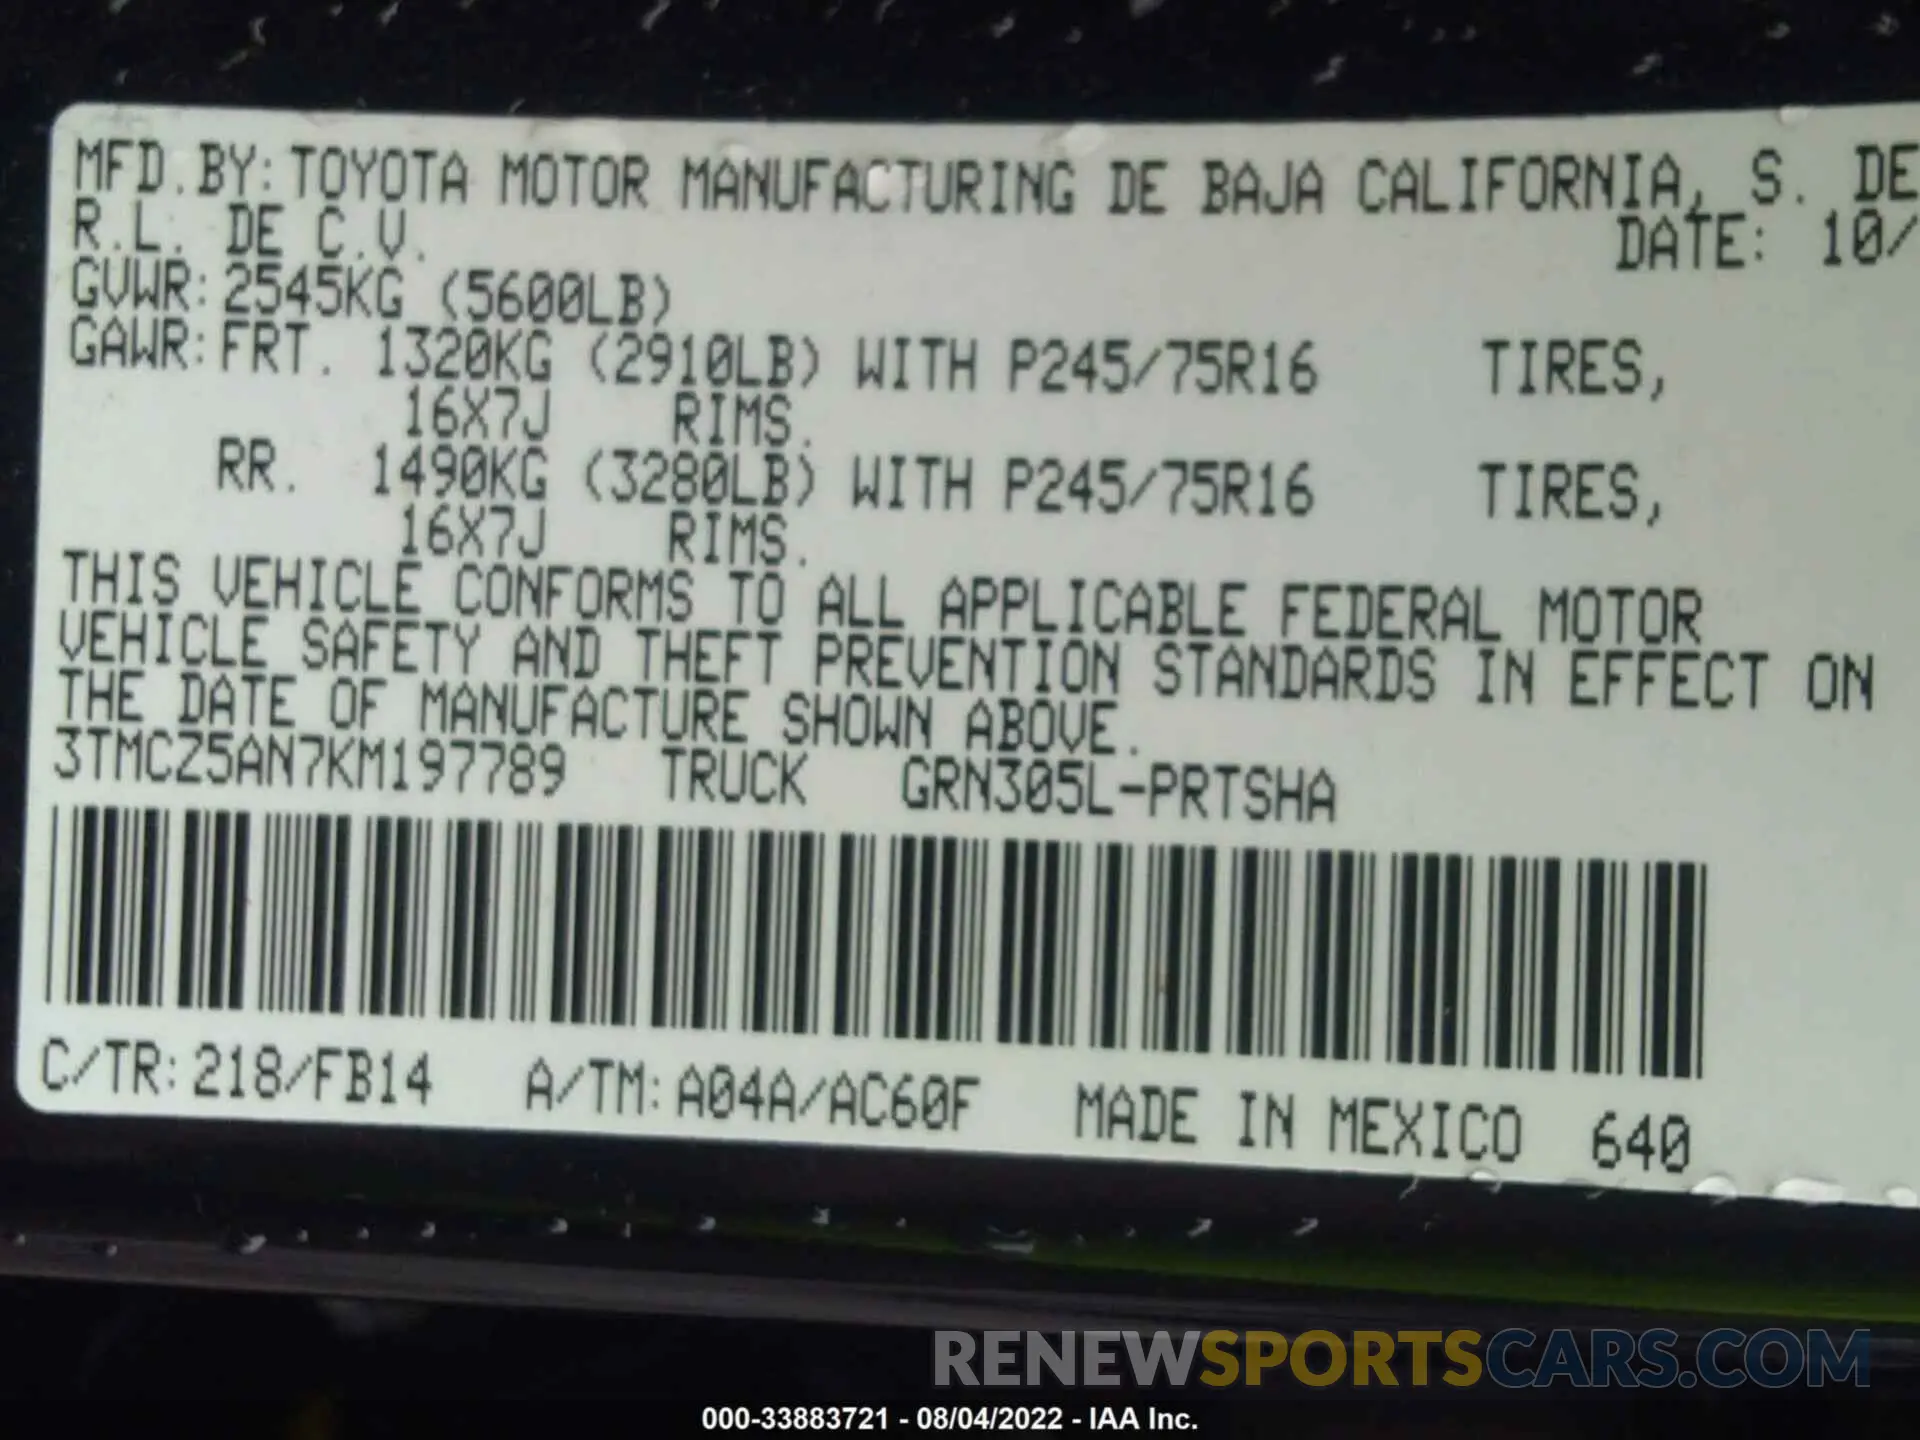 MFD.BY:TOYOTA MOTOR MANUFACTURING DE BAJA CALIFORNIA, S. DE
R.L. DE C.V. DATE: 10/
GVWR:2545KG (5600LB)
GAWR:FRT. 1320KG (2910LB) WITH P245/75R16 TIRES,
16X7J RIMS.
RR. 1490KG (3280LB) WITH P245/75R16 TIRES,
16X7J RIMS.
THIS VEHICLE CONFORMS TO ALL APPLICABLE FEDERAL MOTOR
VEHICLE SAFETY AND THEFT PREVENTION STANDARDS IN EFFECT ON
THE DATE OF MANUFACTURE SHOWN ABOVE.
3TMCZ5AN7KM197789 TRUCK GRN305L-PRTSHA
C/TR:218/FB14 A/TM:A04A/AC60F MADE IN MEXICO 640
RENEWSPORTSCARS.COM
000-33883721 - 08/04/2022 - IAA Inc.